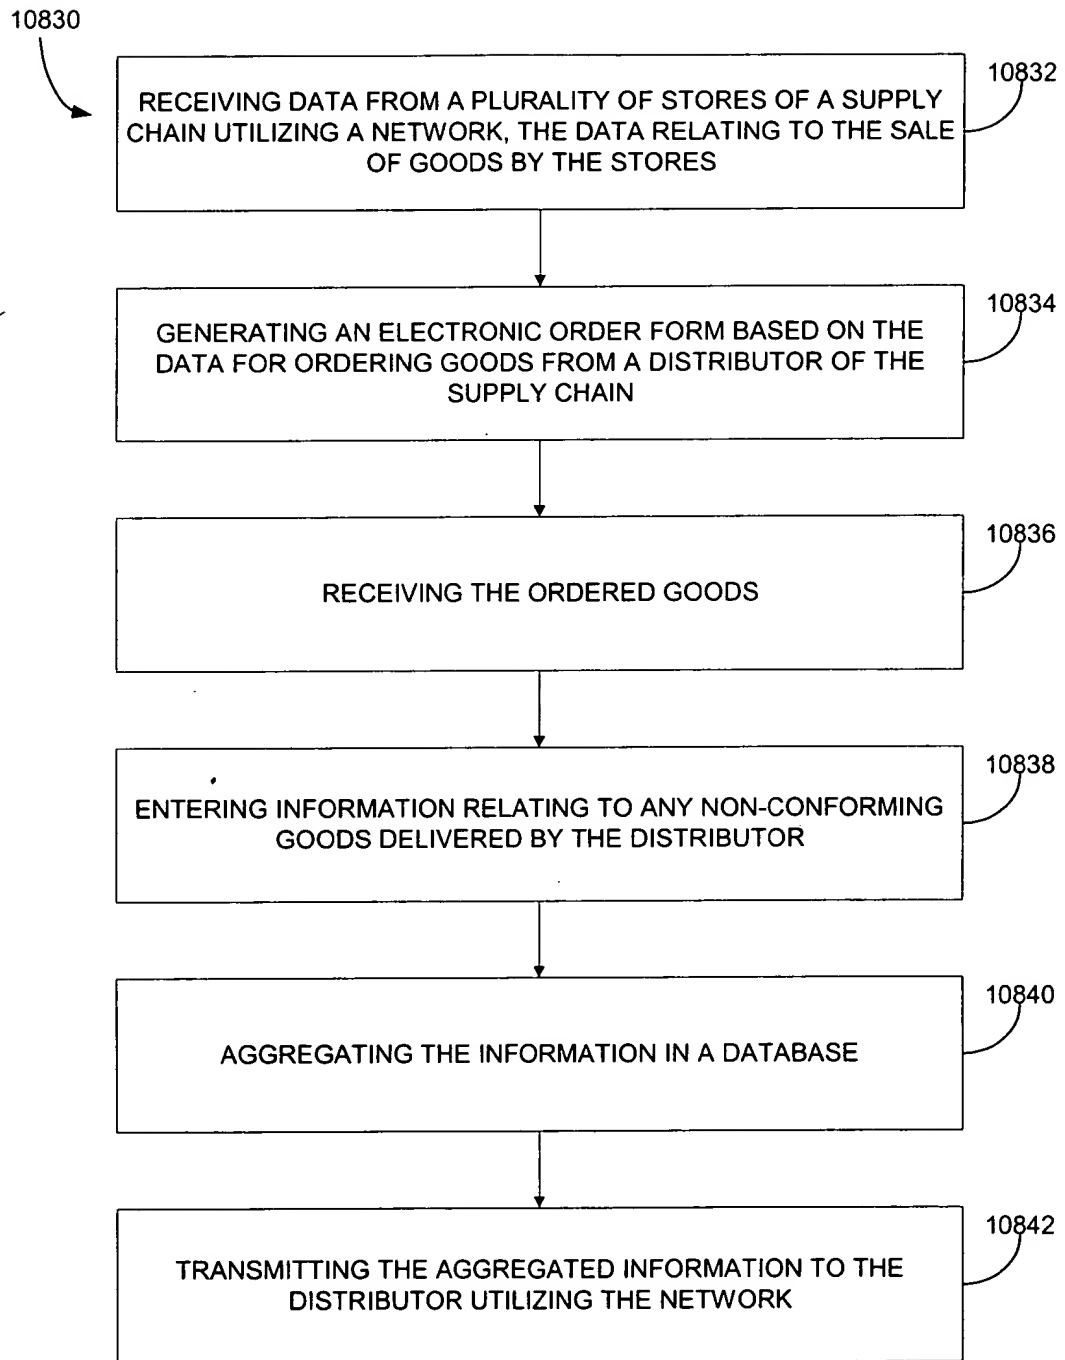 10830
10832
RECEIVING DATA FROM A PLURALITY OF STORES OF A SUPPLY
CHAIN UTILIZING A NETWORK, THE DATA RELATING TO THE SALE
OF GOODS BY THE STORES
10834
GENERATING AN ELECTRONIC ORDER FORM BASED ON THE
DATA FOR ORDERING GOODS FROM A DISTRIBUTOR OF THE
SUPPLY CHAIN
10836
RECEIVING THE ORDERED GOODS
10838
ENTERING INFORMATION RELATING TO ANY NON-CONFORMING
GOODS DELIVERED BY THE DISTRIBUTOR
10840
AGGREGATING THE INFORMATION IN A DATABASE
10842
TRANSMITTING THE AGGREGATED INFORMATION TO THE
DISTRIBUTOR UTILIZING THE NETWORK